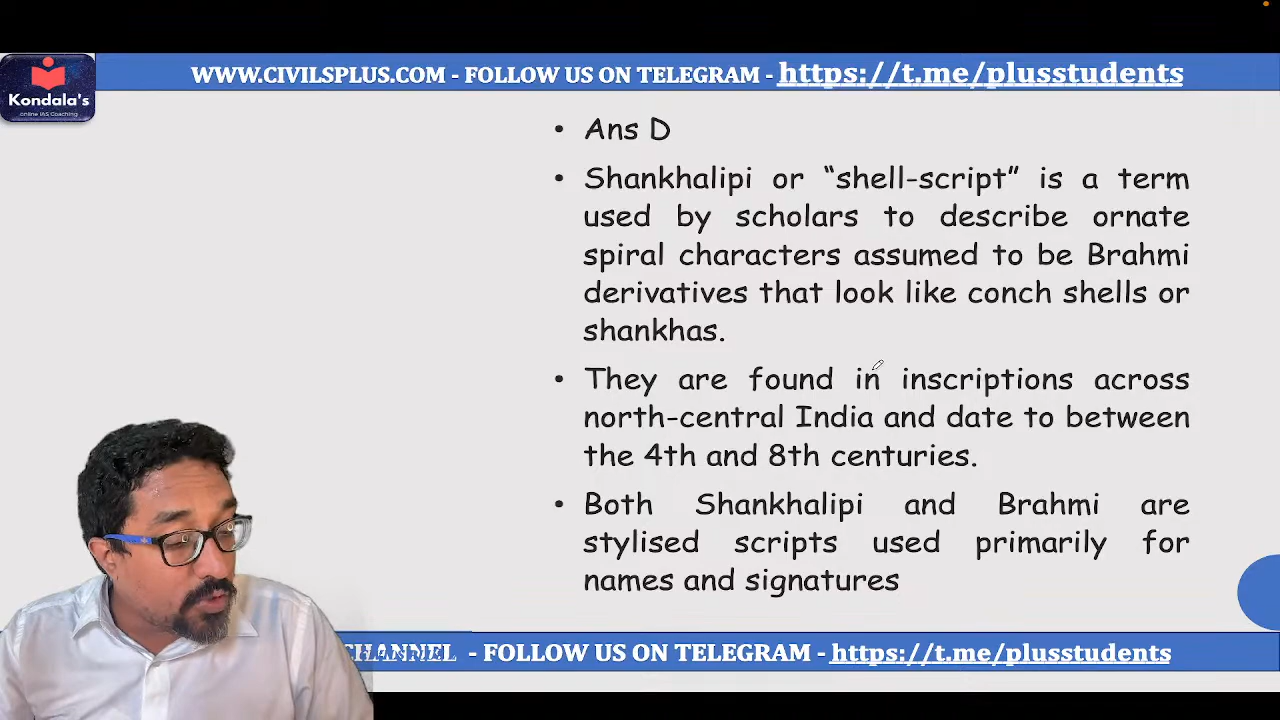 WWW.CIVILSPLUS.COM - FOLLOW US ON TELEGRAM - https://t.me/plusstudents
Kondala's
online IAS Coaching
• Ans D
• Shankhalipi or “shell-script” is a term
used by scholars to describe ornate
spiral characters assumed to be Brahmi
derivatives that look like conch shells or
shankhas.
• They are found in inscriptions across
north-central India and date to between
the 4th and 8th centuries.
• Both Shankhalipi and Brahmi are
stylised scripts used primarily for
names and signatures
CHANNEL - FOLLOW US ON TELEGRAM - https://t.me/plusstudents